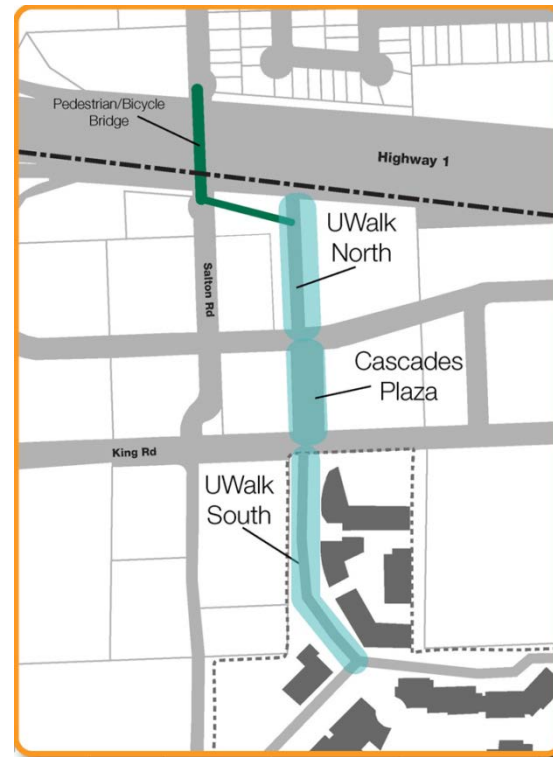 Pedestrian/Bicycle
Bridge
Highway 1
UWalk
North
Salton Rd
Cascades
Plaza
King Rd
UWalk
South